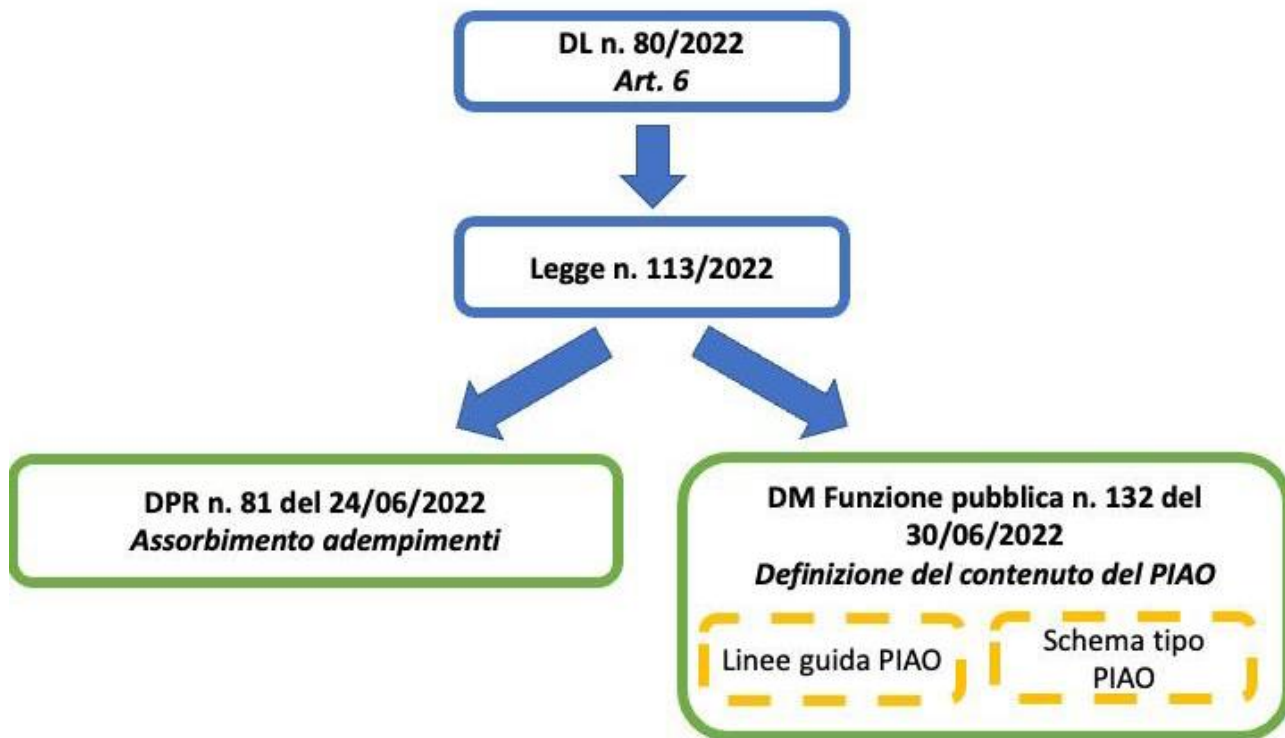 DL n. 80/2022
Art. 6
Legge n. 113/2022
DPR n. 81 del 24/06/2022
Assorbimento adempimenti
DM Funzione pubblica n. 132 del
30/06/2022
Definizione del contenuto del PIAO
Linee guida PIAO
Schema tipo
PIAO